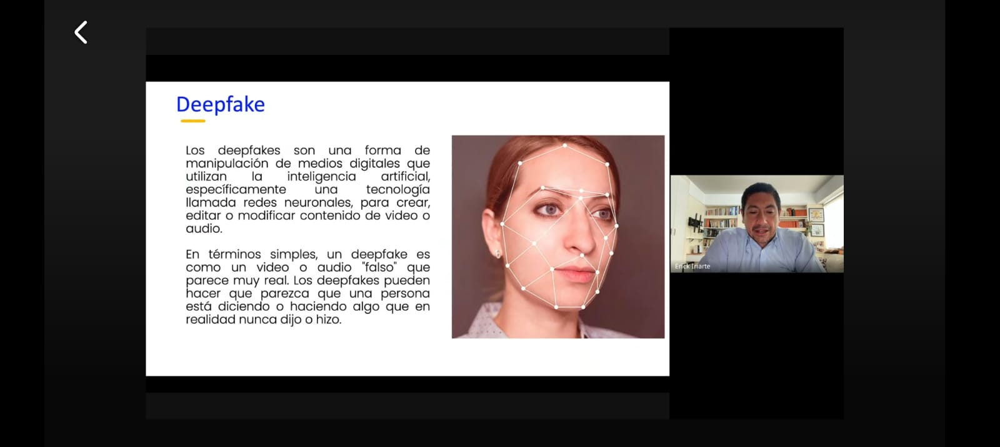 Deepfake
Los deepfakes son una forma de
manipulación de medios digitales que
utilizan la inteligencia artificial,
específicamente una tecnología
llamada redes neuronales, para crear,
editar o modificar contenido de video o
audio.
En términos simples, un deepfake es
como un video o audio "falso" que
parece muy real. Los deepfakes pueden
hacer que parezca que una persona
está diciendo o haciendo algo que en
realidad nunca dijo o hizo.
Erick Iriarte